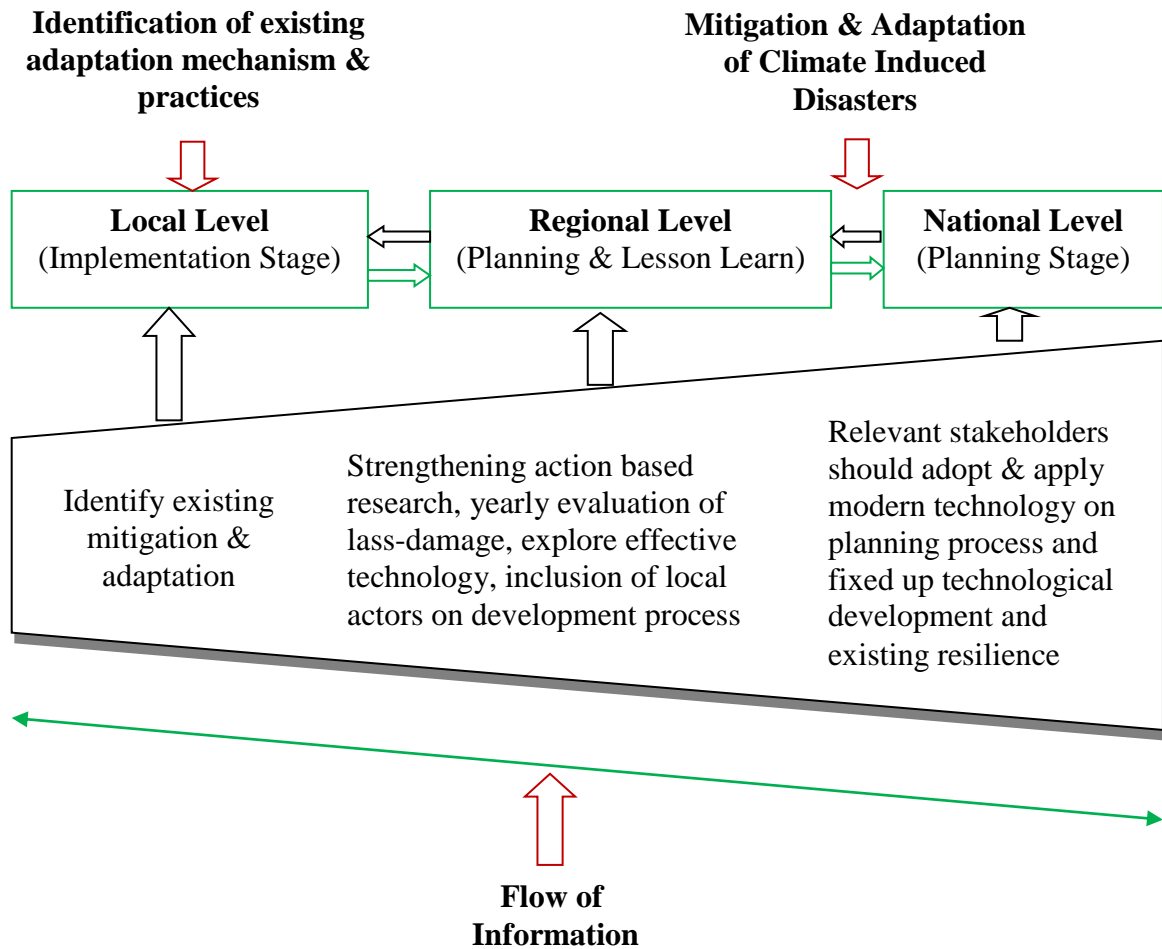 Identification of existing
adaptation mechanism &
practices
Mitigation & Adaptation
of Climate Induced
Disasters
Local Level
(Implementation Stage)
Regional Level
(Planning & Lesson Learn)
National Level
(Planning Stage)
Identify existing
mitigation &
adaptation
Strengthening action based
research, yearly evaluation of
lass-damage, explore effective
technology, inclusion of local
actors on development process
Relevant stakeholders
should adopt & apply
modern technology on
planning process and
fixed up technological
development and
existing resilience
Flow of
Information